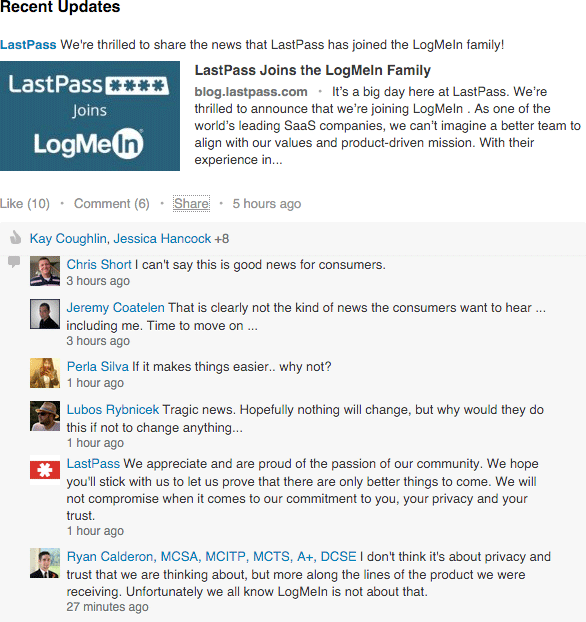 Recent Updates
LastPass We're thrilled to share the news that LastPass has joined the LogMeIn family!
LastPass ****
Joins
LogMeIn®
LastPass Joins the LogMeIn Family
blog.lastpass.com • It's a big day here at LastPass. We're
thrilled to announce that we're joining LogMeIn . As one of the
world's leading SaaS companies, we can't imagine a better team to
align with our values and product-driven mission. With their
experience in...
Like (10) • Comment (6) • Share • 5 hours ago
Kay Coughlin, Jessica Hancock +8
Chris Short I can't say this is good news for consumers.
3 hours ago
Jeremy Coatelen That is clearly not the kind of news the consumers want to hear ...
including me. Time to move on ...
3 hours ago
Perla Silva If it makes things easier.. why not?
1 hour ago
Lubos Rybnicek Tragic news. Hopefully nothing will change, but why would they do
this if not to change anything...
1 hour ago
LastPass We appreciate and are proud of the passion of our community. We hope
you'll stick with us to let us prove that there are only better things to come. We will
not compromise when it comes to our commitment to you, your privacy and your
trust.
1 hour ago
Ryan Calderon, MCSA, MCITP, MCTS, A+, DCSE I don't think it's about privacy and
trust that we are thinking about, but more along the lines of the product we were
receiving. Unfortunately we all know LogMeIn is not about that.
27 minutes ago